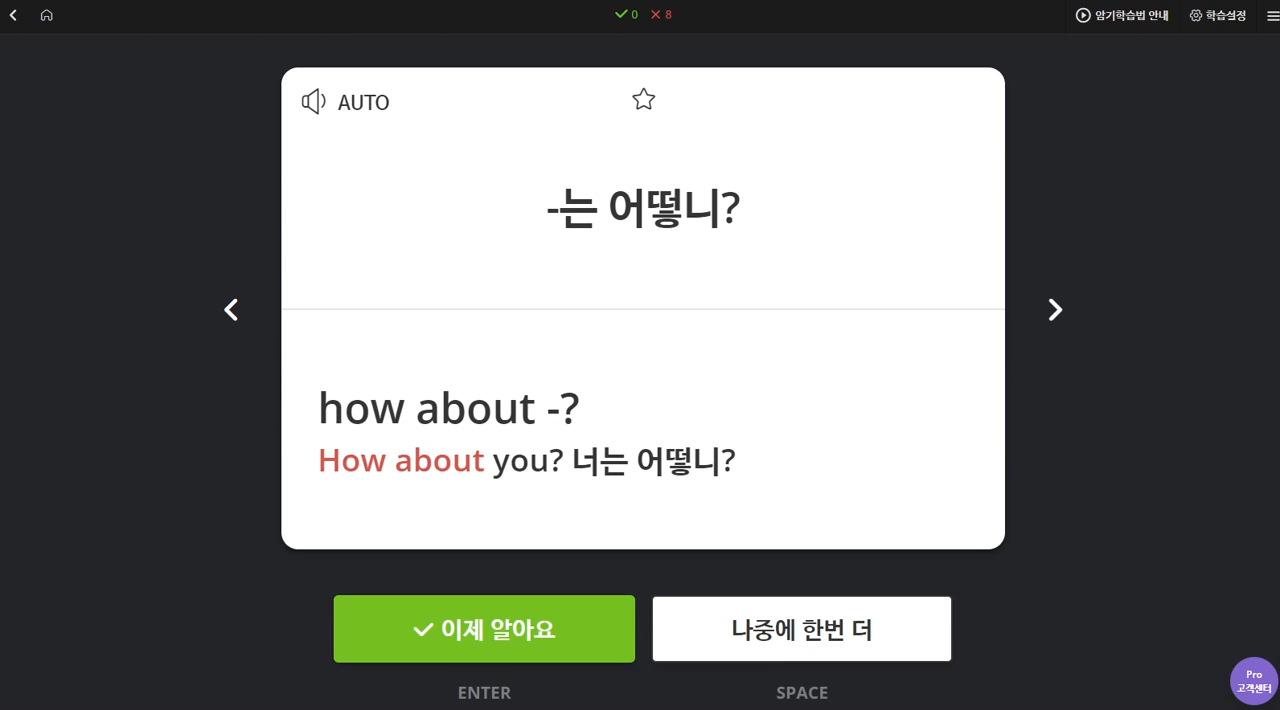 0 8 암기학습법 안내 학습설정
AUTO
-는 어떻니?
how about -?
How about you? 너는 어떻니?
이제 알아요 나중에 한번 더
ENTER SPACE
Pro
고객센터